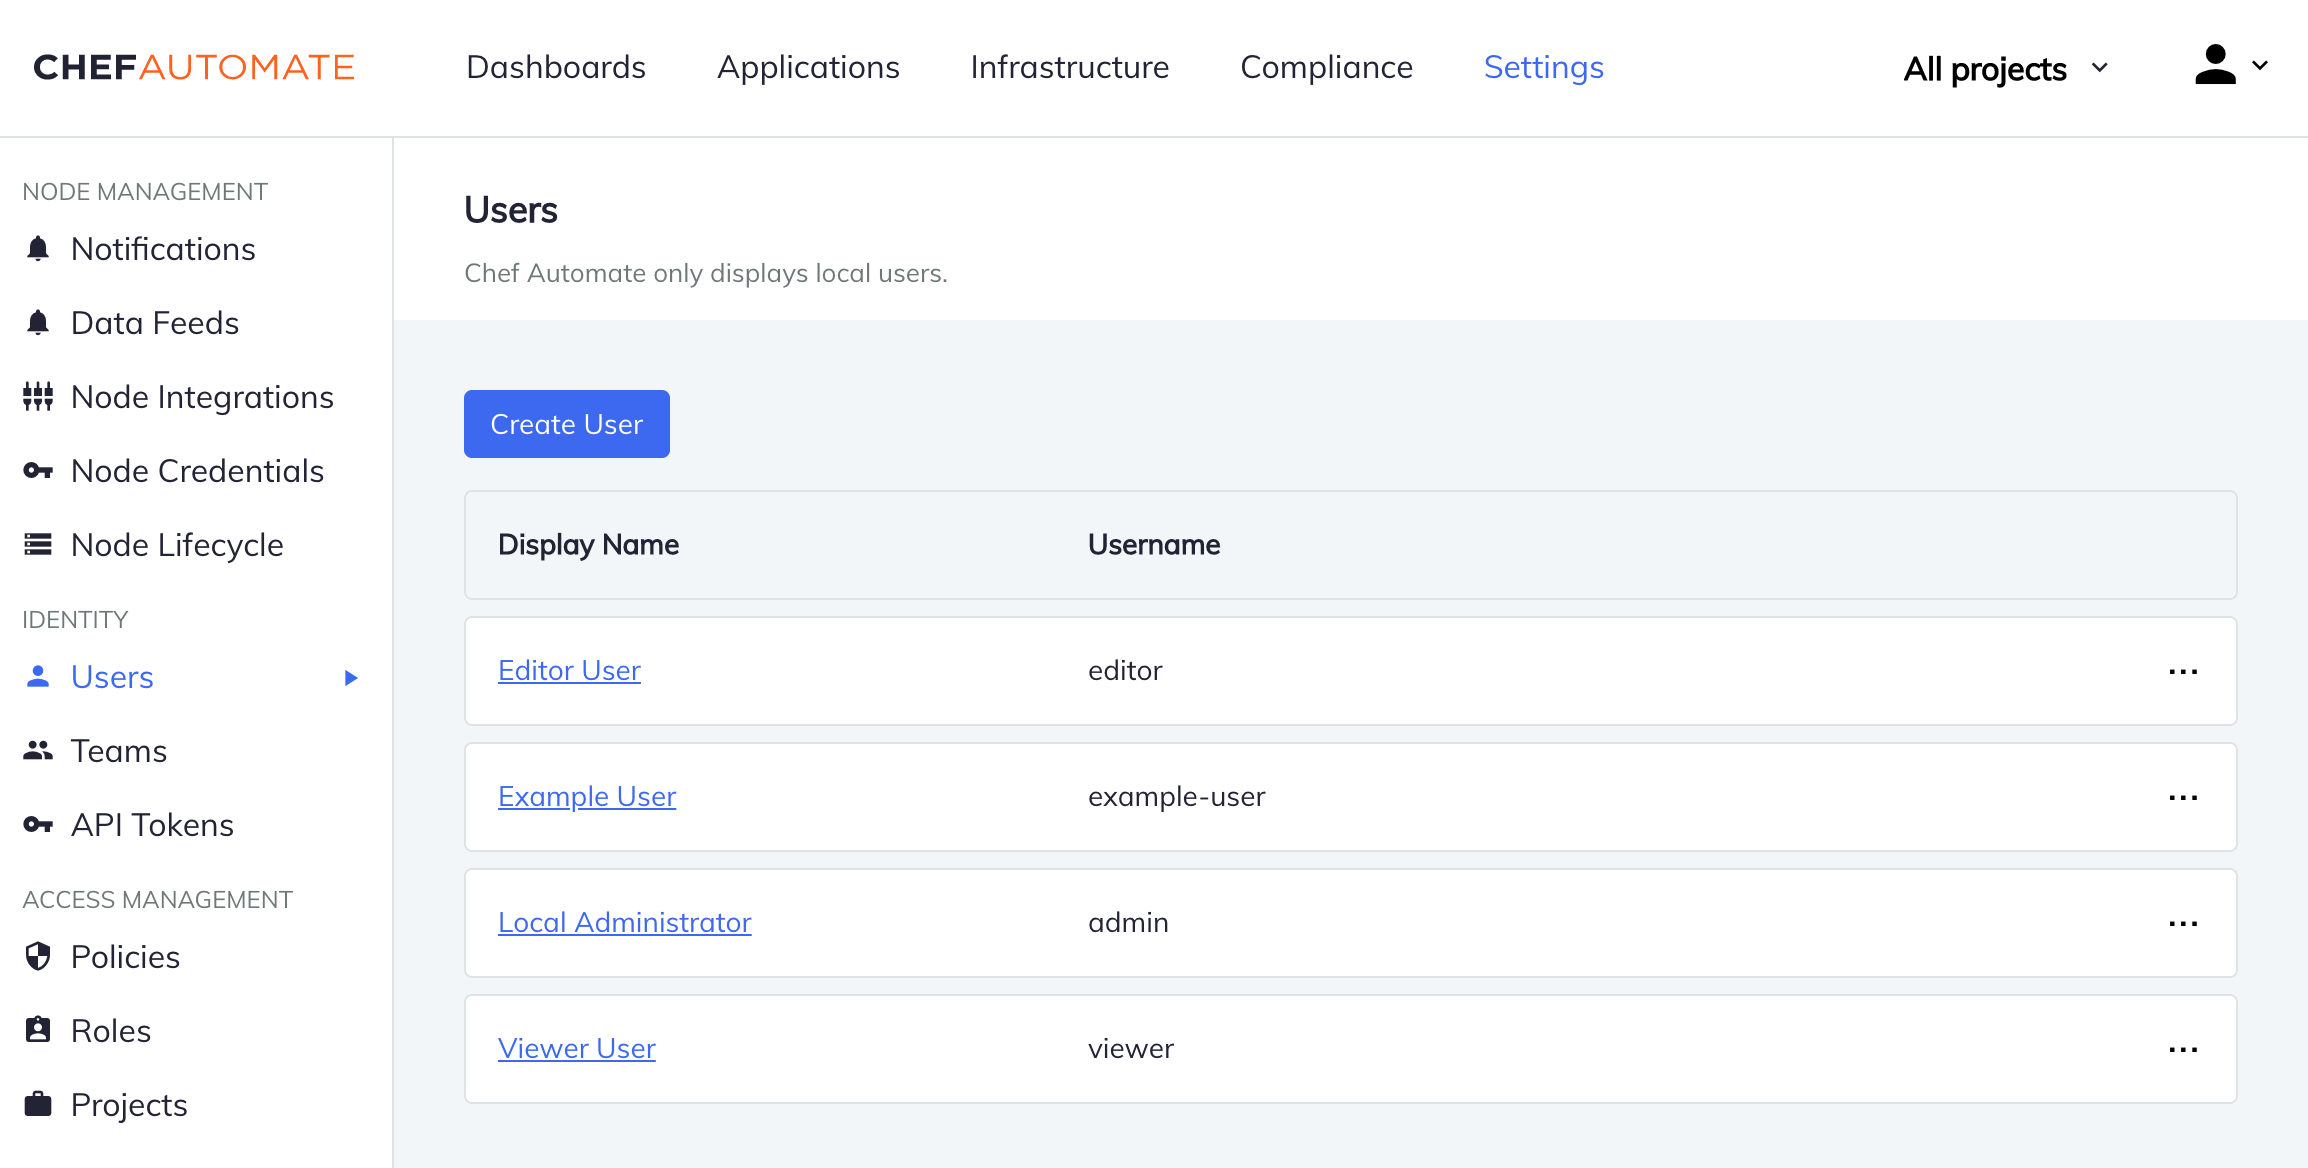 CHEFAUTOMATE
Dashboards
Applications
Infrastructure
Compliance
Settings
All projects
NODE MANAGEMENT
Notifications
Data Feeds
Node Integrations
Node Credentials
Node Lifecycle
IDENTITY
Users
Teams
API Tokens
ACCESS MANAGEMENT
Policies
Roles
Projects
Users
Chef Automate only displays local users.
Create User
Display Name Username
Editor User editor ...
Example User example-user ...
Local Administrator admin ...
Viewer User viewer ...